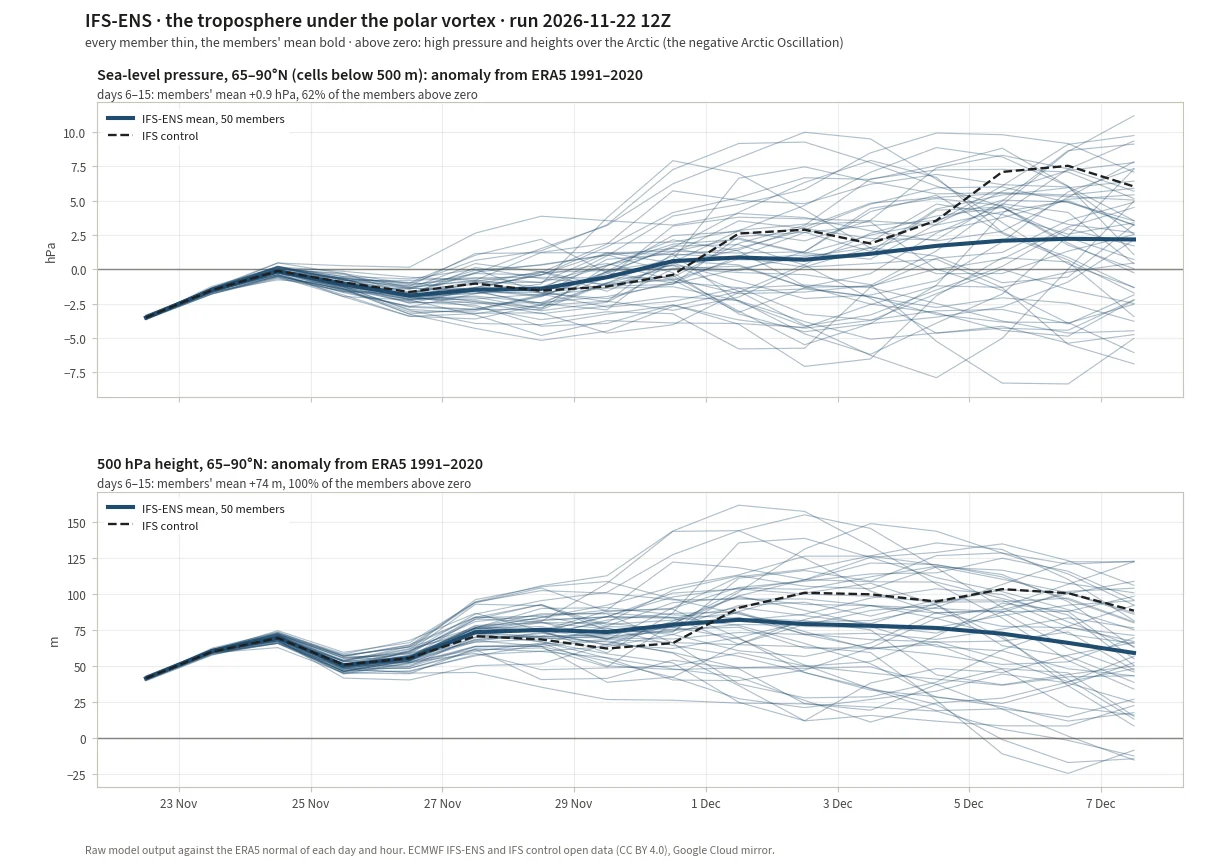 IFS-ENS · the troposphere under the polar vortex · run 2026-11-22 12Z
every member thin, the members' mean bold · above zero: high pressure and heights over the Arctic (the negative Arctic Oscillation)
Sea-level pressure, 65–90°N (cells below 500 m): anomaly from ERA5 1991–2020
days 6–15: members' mean +0.9 hPa, 62% of the members above zero
IFS-ENS mean, 50 members
IFS control
10.0
7.5
5.0
2.5
0.0
−2.5
−5.0
−7.5
hPa
500 hPa height, 65–90°N: anomaly from ERA5 1991–2020
days 6–15: members' mean +74 m, 100% of the members above zero
IFS-ENS mean, 50 members
IFS control
150
125
100
75
50
25
0
−25
m
23 Nov 25 Nov 27 Nov 29 Nov 1 Dec 3 Dec 5 Dec 7 Dec
Raw model output against the ERA5 normal of each day and hour. ECMWF IFS-ENS and IFS control open data (CC BY 4.0), Google Cloud mirror.